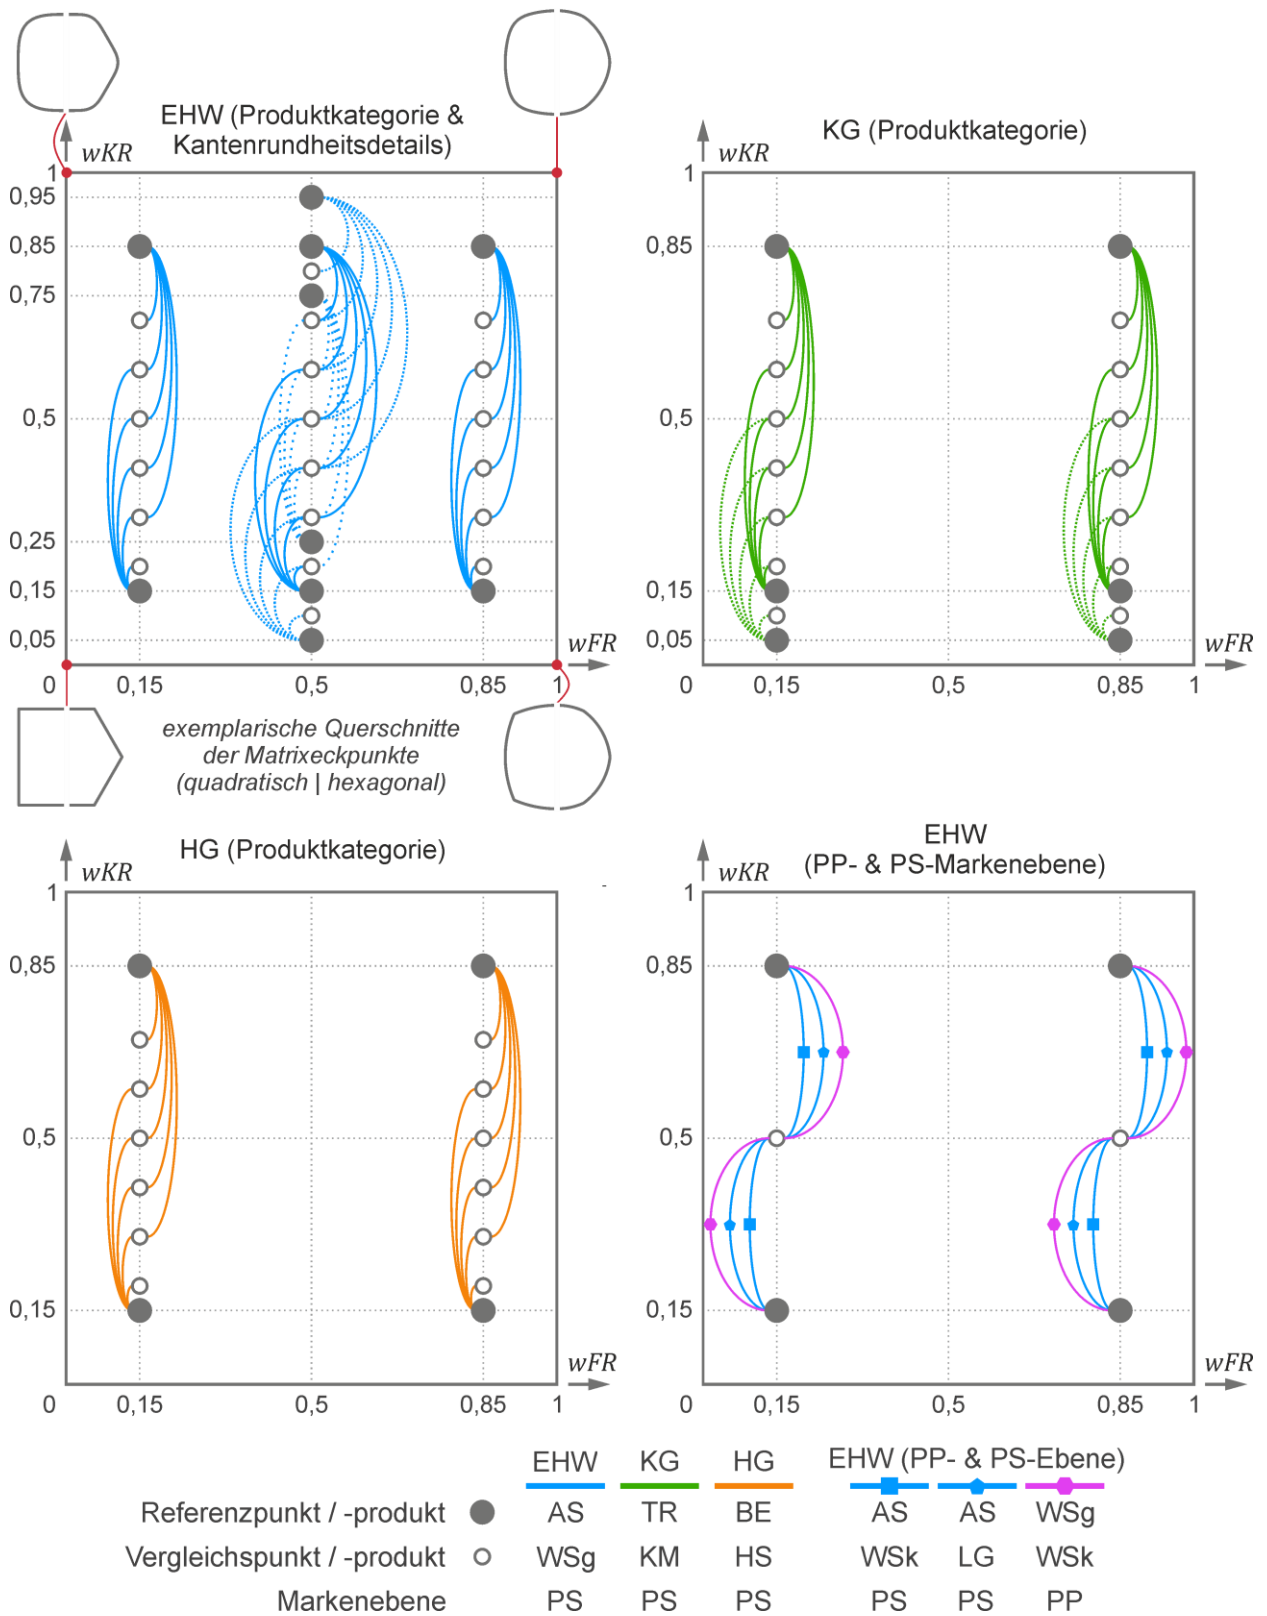 EHW (Produktkategorie &
Kantenrundheitsdetails)
wKR
1
0,95
0,85
0,75
0,5
0,25
0,15
0,05
wFR
0 0,15 0,5 0,85 1
exemplarische Querschnitte
der Matrixeckpunkte
(quadratisch | hexagonal)
KG (Produktkategorie)
wKR
1
0,85
0,5
0,15
0,05
wFR
0 0,15 0,5 0,85 1
HG (Produktkategorie)
wKR
1
0,85
0,5
0,15
wFR
0 0,15 0,5 0,85 1
EHW
(PP- & PS-Markenebene)
wKR
1
0,85
0,5
0,15
wFR
0 0,15 0,5 0,85 1
EHW KG HG EHW (PP- & PS-Ebene)
Referenzpunkt / -produkt AS TR BE AS AS WSg
Vergleichspunkt / -produkt WSg KM HS WSk LG WSk
Markenebene PS PS PS PS PS PP